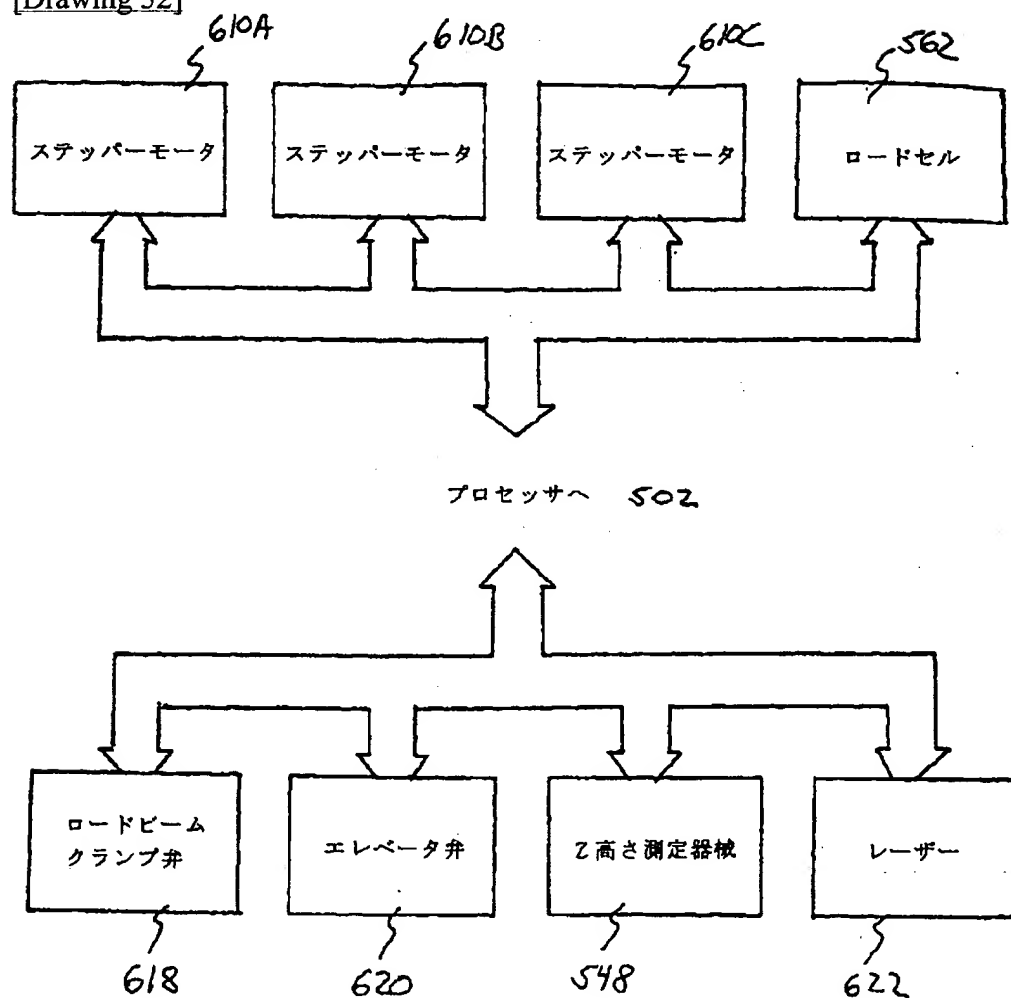 [Drawing 52]
610A 610B 610C 562
ステッパーモータ ステッパーモータ ステッパーモータ ロードセル
プロセッサへ 502
ロードビーム
クランプ弁
エレベータ弁 Z高さ測定器械 レーザー
618 620 548 622